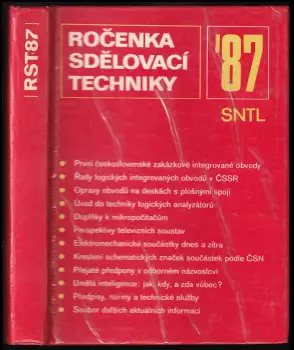 RST'87
ROČENKA
SDĚLOVACÍ
TECHNIKY
'87
SNTL
První československé zakázkové integrované obvody
Řady logických integrovaných obvodů v ČSSR
Opravy obvodů na deskách s plošnými spoji
Úvod do techniky logických analyzátorů
Doplňky k mikropočítačům
Perspektivy televizních soustav
Elektromechanické součástky dnes a zítra
Kreslení schematických značek součástek podle ČSN
Přejaté předpony v odborném názvosloví
Umělá inteligence: jak, kdy, a zda vůbec?
Předpisy, normy a technické služby
Soubor dalších aktuálních informací